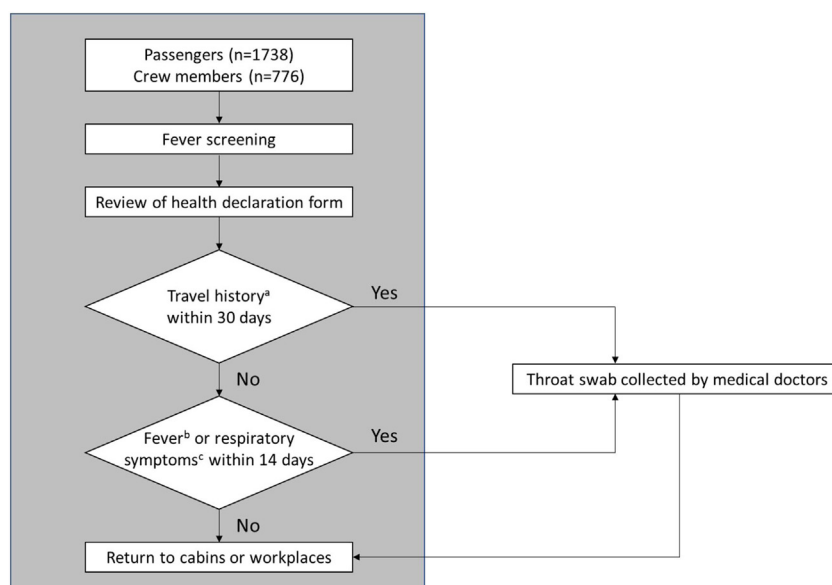 Passengers (n=1738)
Crew members (n=776)
Fever screening
Review of health declaration form
Travel historyᵃ
within 30 days
Yes
No
Throat swab collected by medical doctors
Feverᵇ or respiratory
symptomsᶜ within 14 days
Yes
No
Return to cabins or workplaces